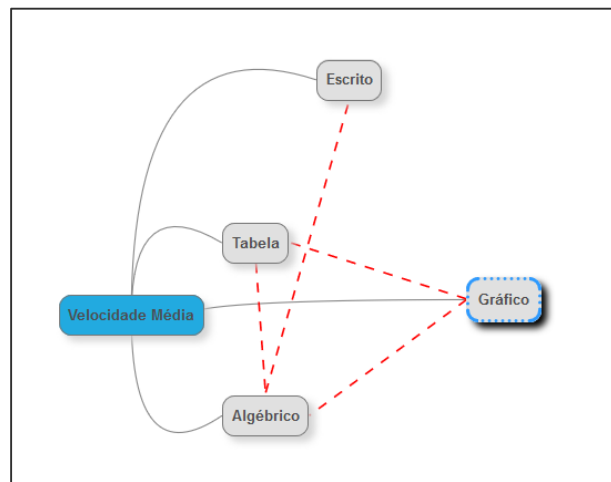 Escrito
Tabela
Gráfico
Velocidade Média
Algébrico